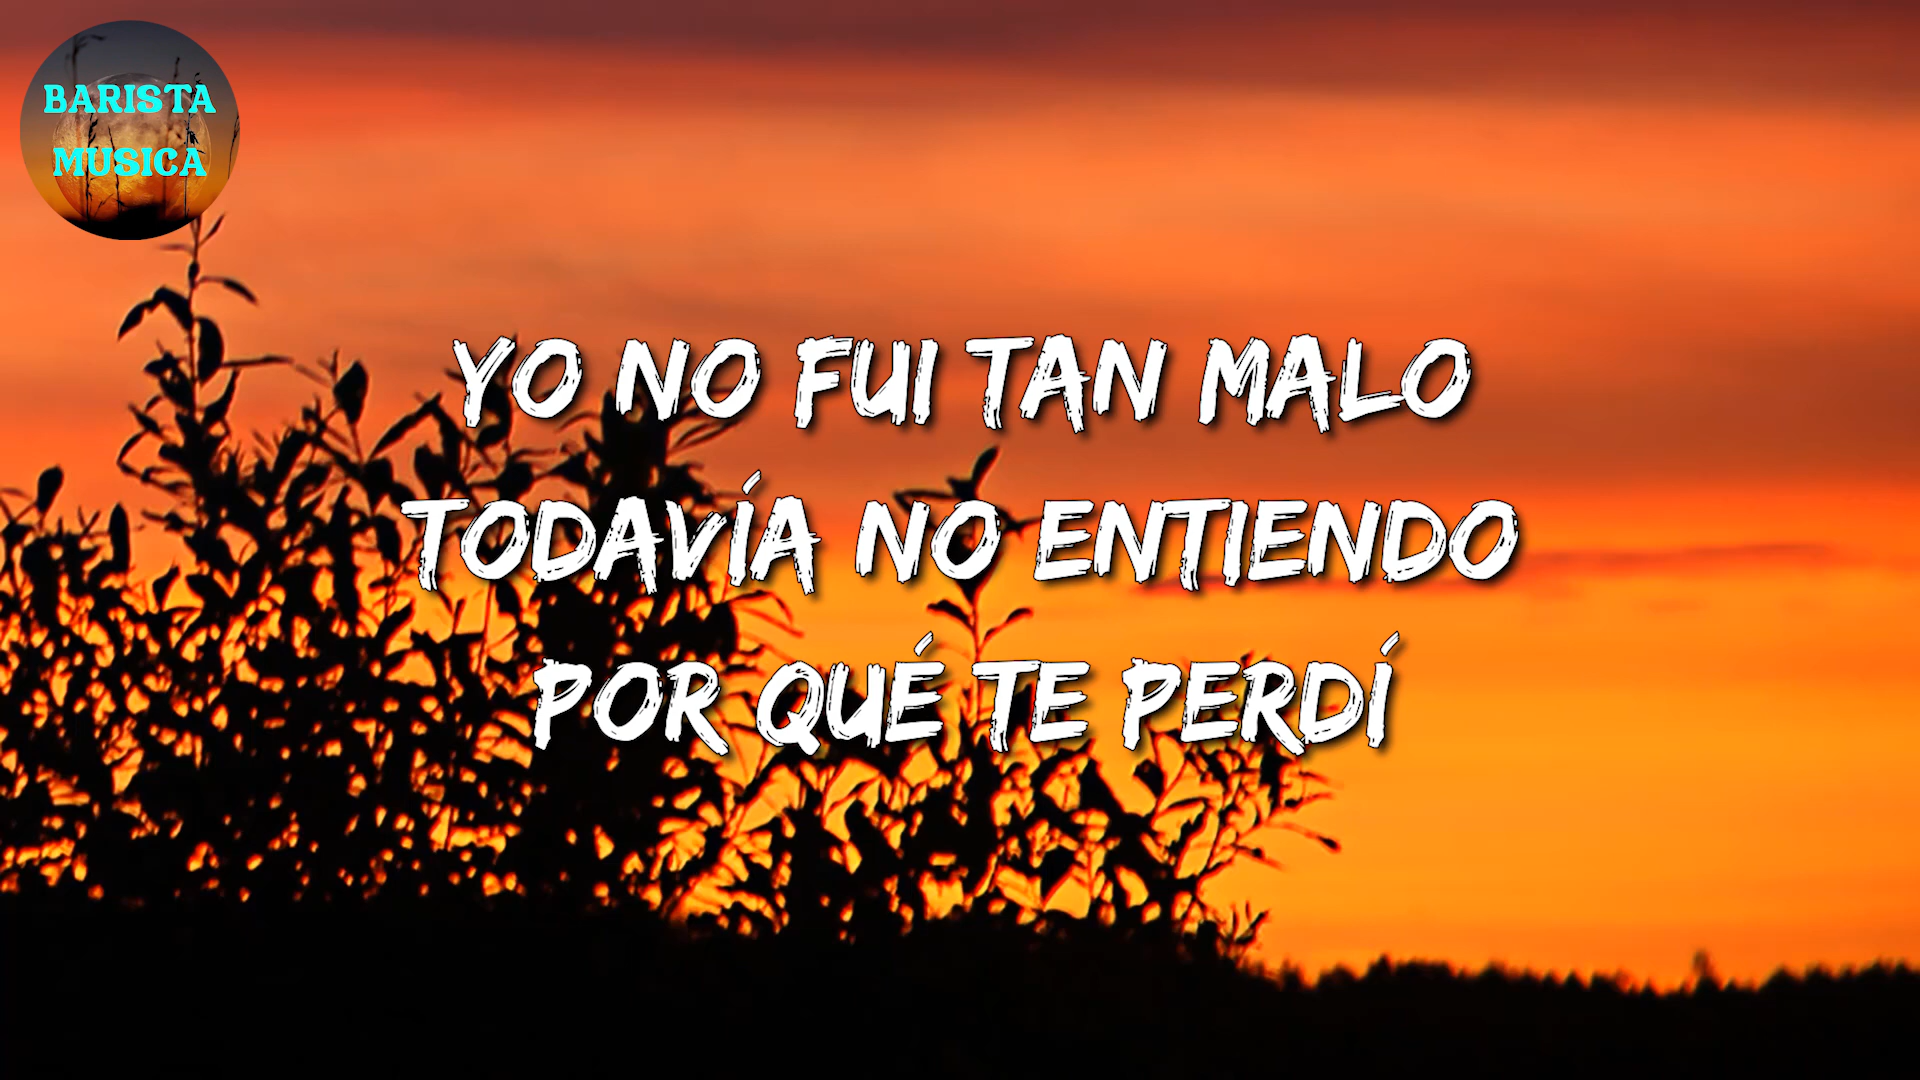 BARISTA
MUSICA
YO NO FUI TAN MALO
TODAVÍA NO ENTIENDO
POR QUÉ TE PERDÍ